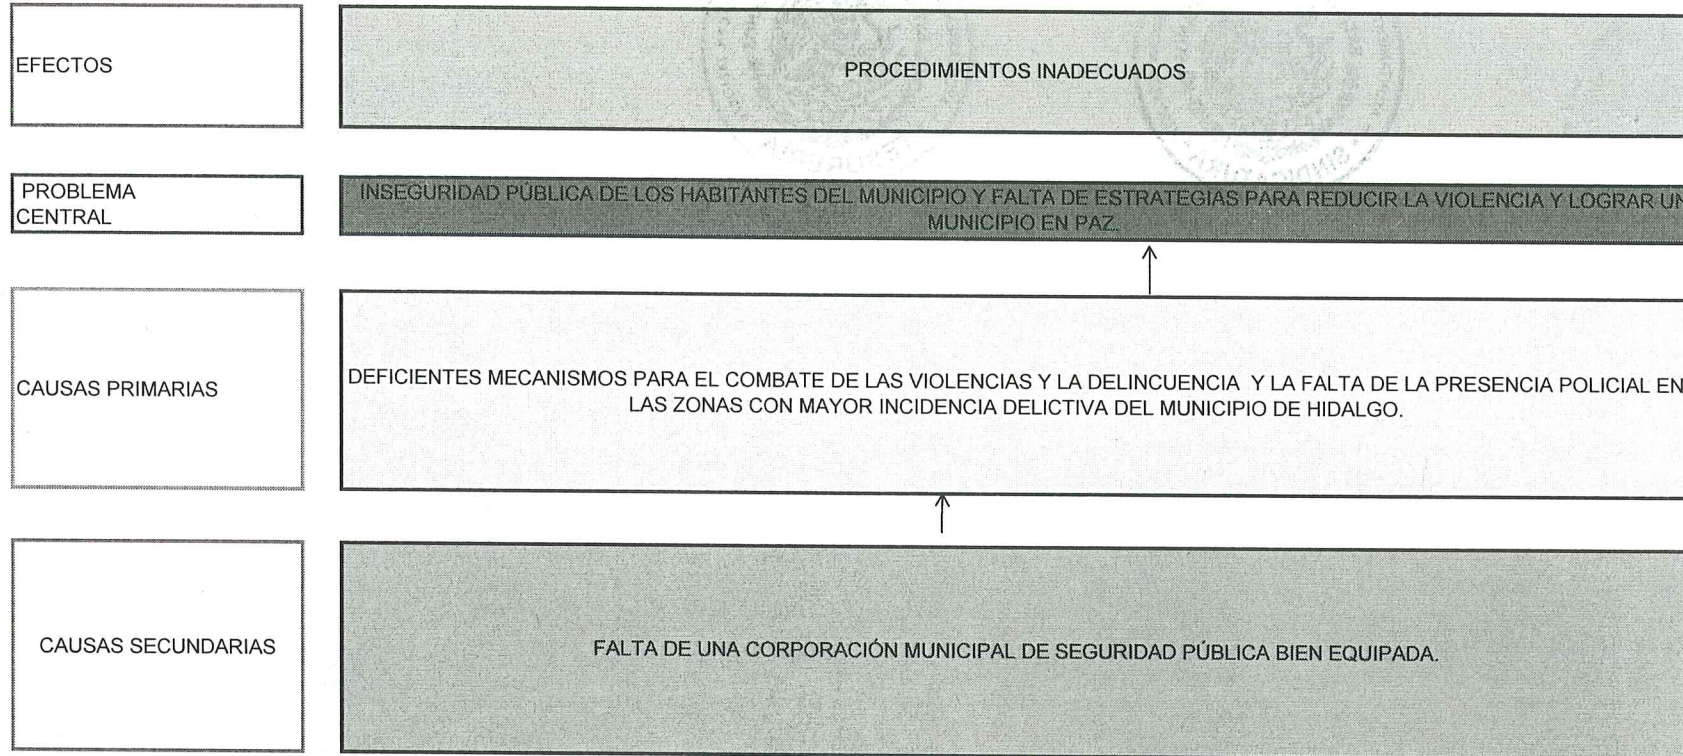 EFECTOS
PROCEDIMIENTOS INADECUADOS
TESORERIA
SINDICATURA
PROBLEMA
CENTRAL
INSEGURIDAD PÚBLICA DE LOS HABITANTES DEL MUNICIPIO Y FALTA DE ESTRATEGIAS PARA REDUCIR LA VIOLENCIA Y LOGRAR UN
MUNICIPIO EN PAZ.
CAUSAS PRIMARIAS
DEFICIENTES MECANISMOS PARA EL COMBATE DE LAS VIOLENCIAS Y LA DELINCUENCIA Y LA FALTA DE LA PRESENCIA POLICIAL EN
LAS ZONAS CON MAYOR INCIDENCIA DELICTIVA DEL MUNICIPIO DE HIDALGO.
CAUSAS SECUNDARIAS
FALTA DE UNA CORPORACIÓN MUNICIPAL DE SEGURIDAD PÚBLICA BIEN EQUIPADA.